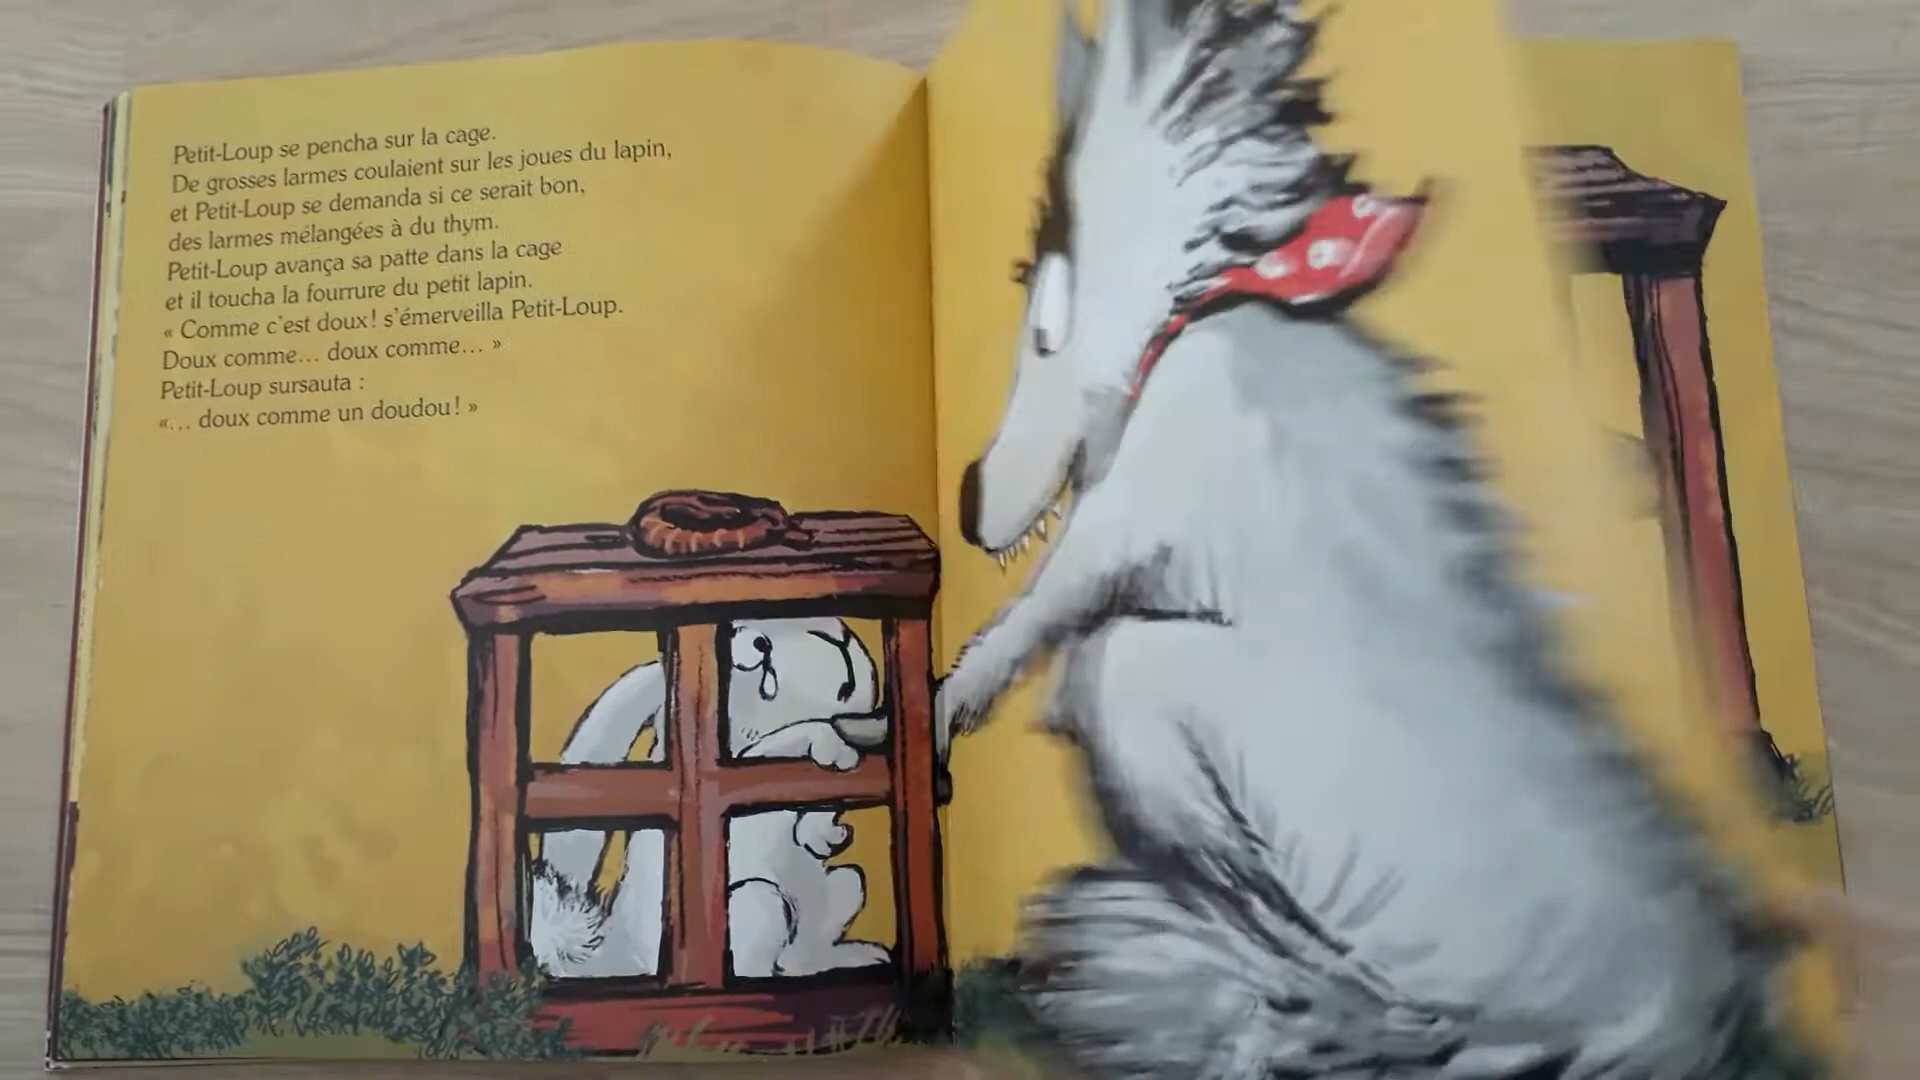 Petit-Loup se pencha sur la cage.
De grosses larmes coulaient sur les joues du lapin,
et Petit-Loup se demanda si ce serait bon,
des larmes mélangées à du thym.
Petit-Loup avança sa patte dans la cage
et il toucha la fourrure du petit lapin.
« Comme c'est doux! s'émerveilla Petit-Loup.
Doux comme… doux comme… »
Petit-Loup sursauta :
«… doux comme un doudou! »